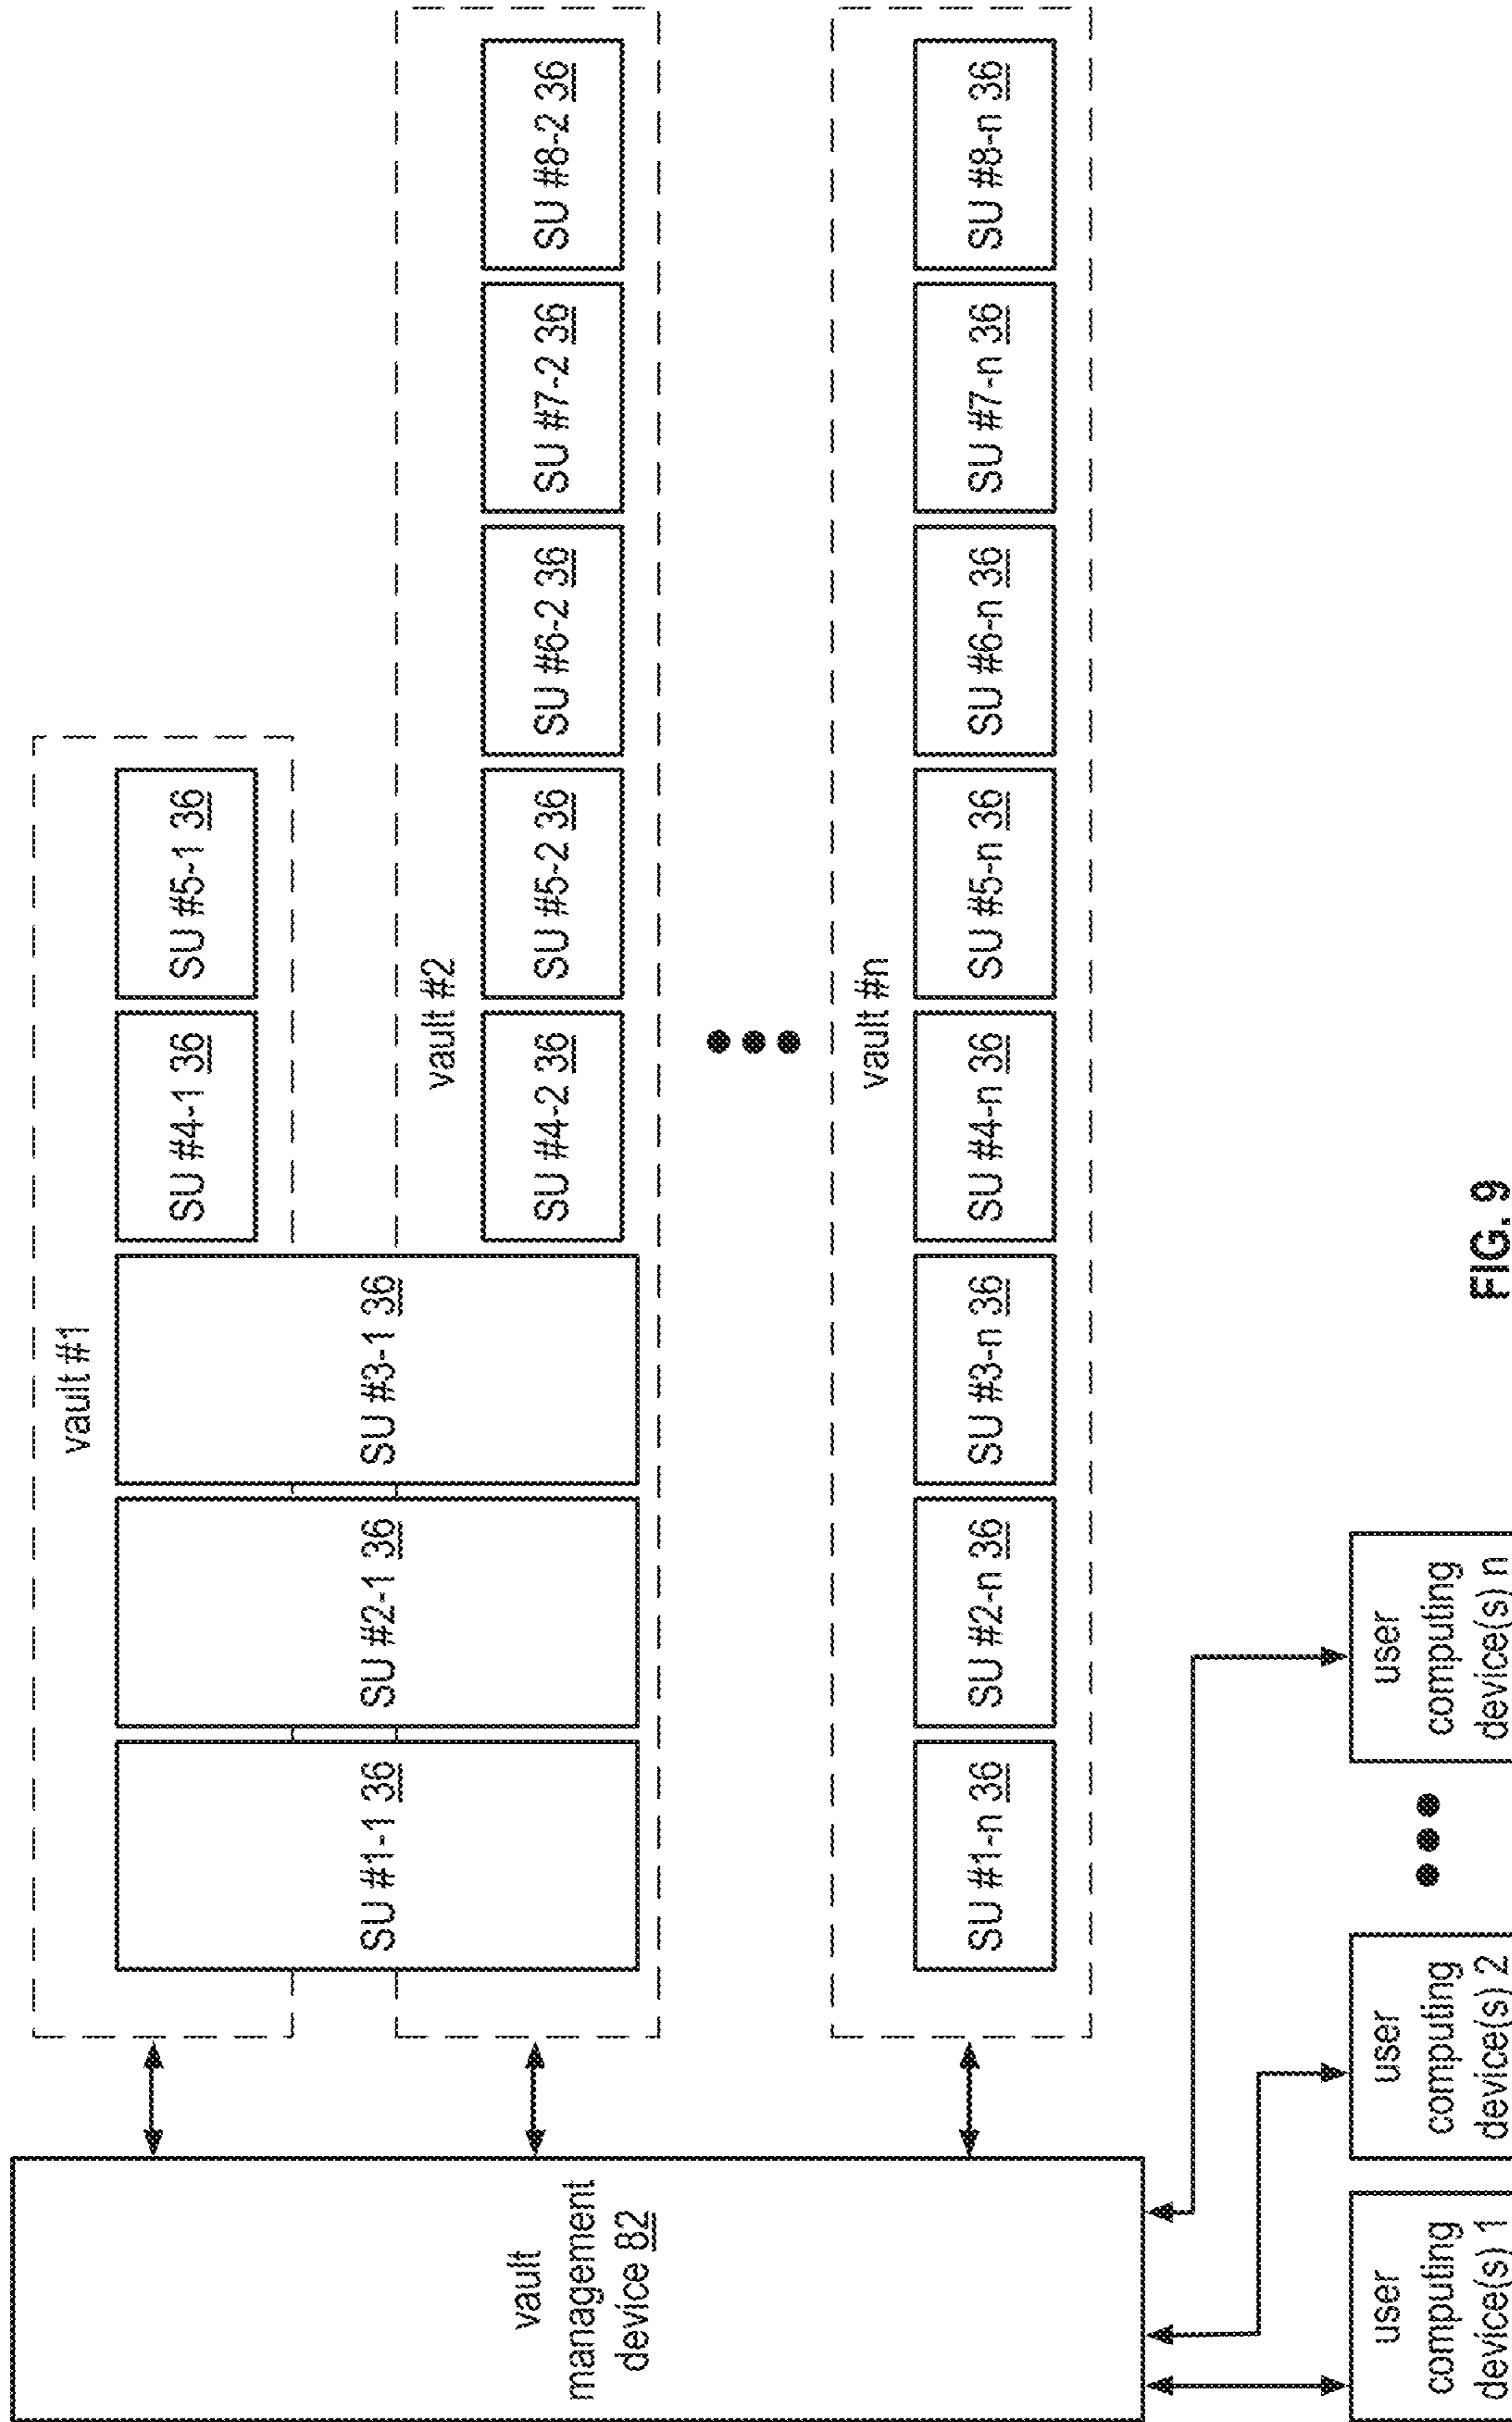 vault #1
SU #1-1 36
SU #2-1 36
SU #3-1 36
SU #4-1 36
SU #5-1 36
vault #2
SU #4-2 36
SU #5-2 36
SU #6-2 36
SU #7-2 36
SU #8-2 36
vault #n
SU #1-n 36
SU #2-n 36
SU #3-n 36
SU #4-n 36
SU #5-n 36
SU #6-n 36
SU #7-n 36
SU #8-n 36
vault
management
device 82
user
computing
device(s) 1
user
computing
device(s) 2
user
computing
device(s) n
FIG. 9